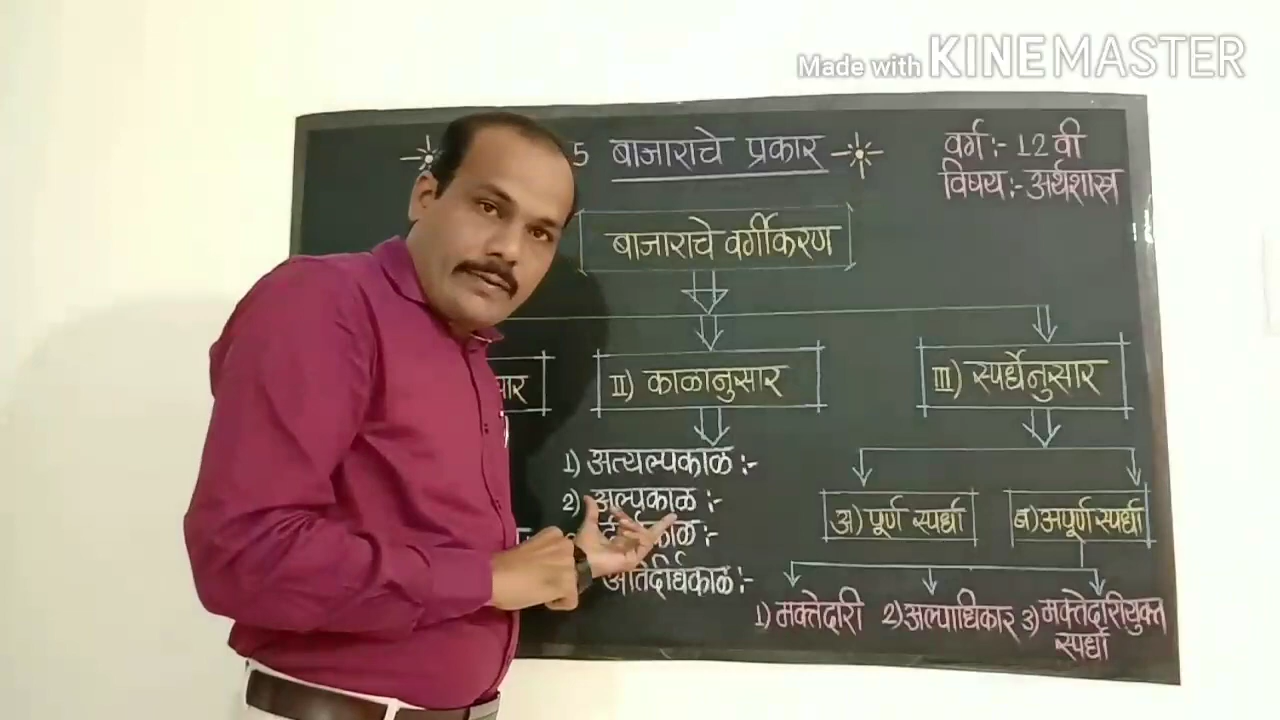 Made with KINEMASTER
5 बाजाराचे प्रकार
वर्ग :- 12 वी
विषय :- अर्थशास्त्र
बाजाराचे वर्गीकरण
II) काळानुसार
III) स्पर्धेनुसार
1) अत्यल्पकाळ :-
2) अल्पकाळ :-
अतिदीर्घकाळ :-
अ) पूर्ण स्पर्धा
ब) अपूर्ण स्पर्धा
1) मक्तेदारी 2) अल्पाधिकार 3) मक्तेदारीयुक्त
स्पर्धा